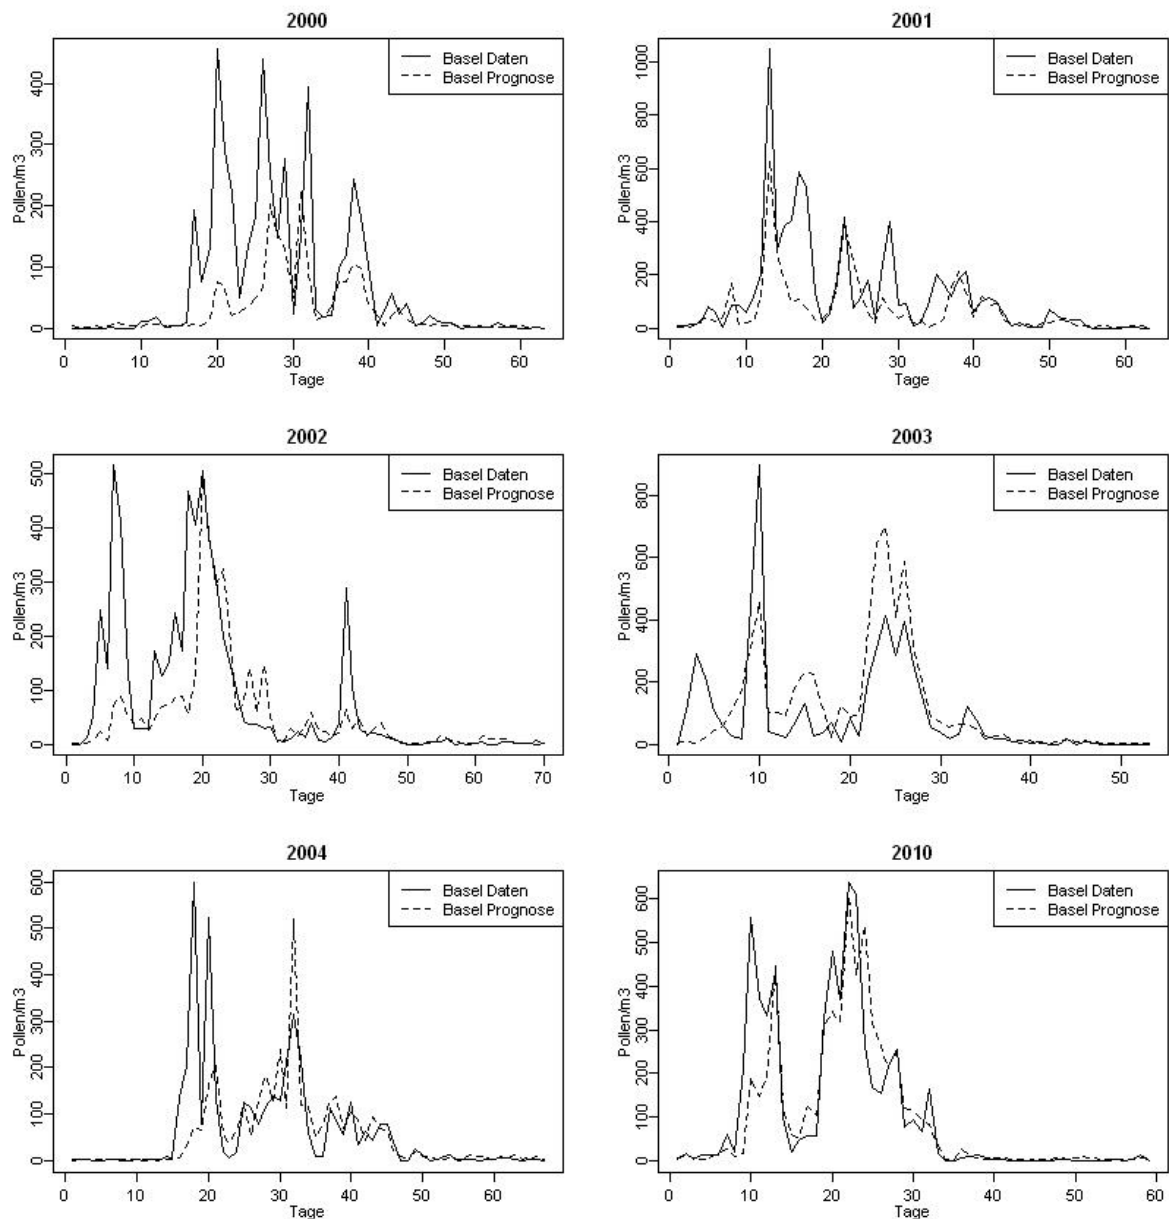 2000
Basel Daten
Basel Prognose
Pollen/m3
0 100 200 300 400
0 10 20 30 40 50 60
Tage
2001
Basel Daten
Basel Prognose
Pollen/m3
0 200 400 600 800 1000
0 10 20 30 40 50 60
Tage
2002
Basel Daten
Basel Prognose
Pollen/m3
0 100 200 300 400 500
0 10 20 30 40 50 60 70
Tage
2003
Basel Daten
Basel Prognose
Pollen/m3
0 200 400 600 800
0 10 20 30 40 50
Tage
2004
Basel Daten
Basel Prognose
Pollen/m3
0 100 200 300 400 500 600
0 10 20 30 40 50 60
Tage
2010
Basel Daten
Basel Prognose
Pollen/m3
0 100 200 300 400 500 600
0 10 20 30 40 50 60
Tage